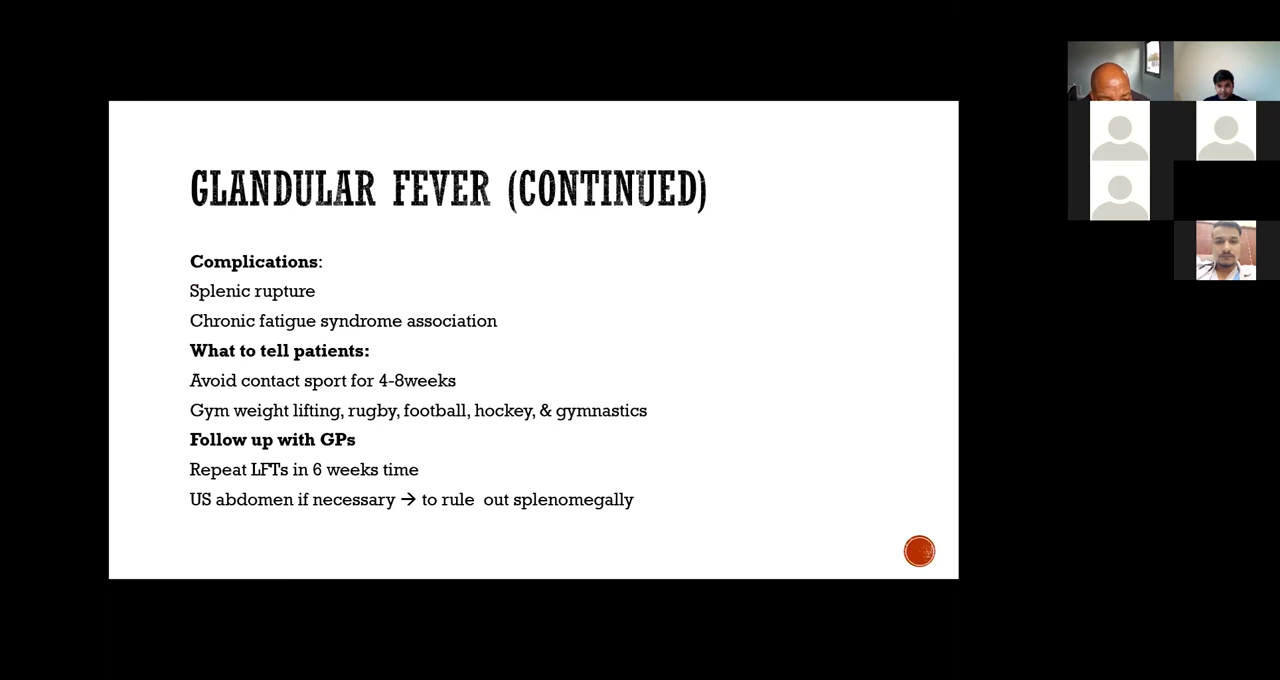 GLANDULAR FEVER (CONTINUED)
Complications:
Splenic rupture
Chronic fatigue syndrome association
What to tell patients:
Avoid contact sport for 4-8weeks
Gym weight lifting, rugby, football, hockey, & gymnastics
Follow up with GPs
Repeat LFTs in 6 weeks time
US abdomen if necessary → to rule  out splenomegally